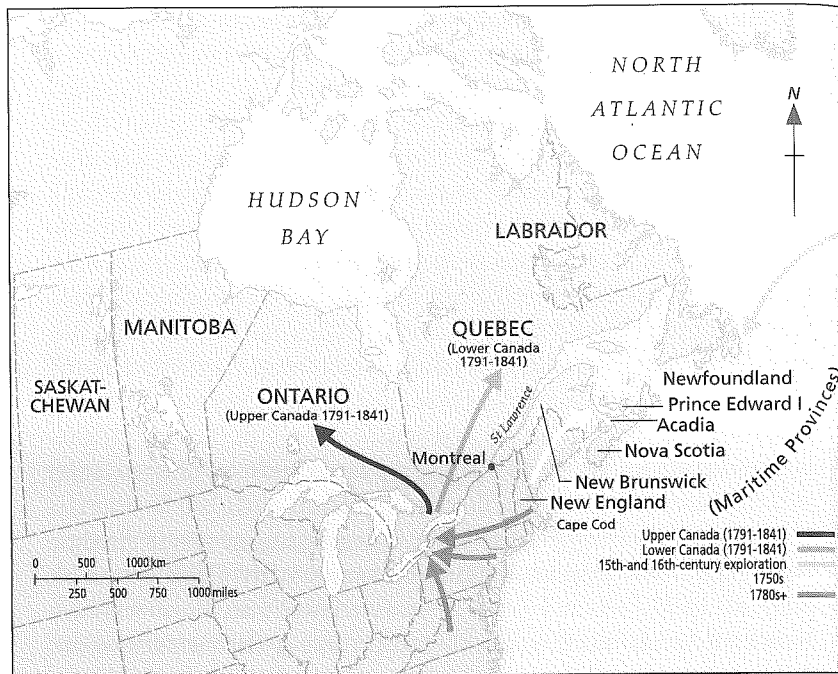 NORTH
ATLANTIC
OCEAN
N
HUDSON
BAY
LABRADOR
MANITOBA
QUEBEC
(Lower Canada
1791-1841)
SASKAT-
CHEWAN
ONTARIO
(Upper Canada 1791-1841)
St Lawrence
Newfoundland
Prince Edward I
Acadia
Nova Scotia
(Maritime Provinces)
Montreal
New Brunswick
New England
Cape Cod
Upper Canada (1791-1841)
Lower Canada (1791-1841)
15th-and 16th-century exploration
1750s
1780s+
0 500 1000 km
250 500 750 1000 miles